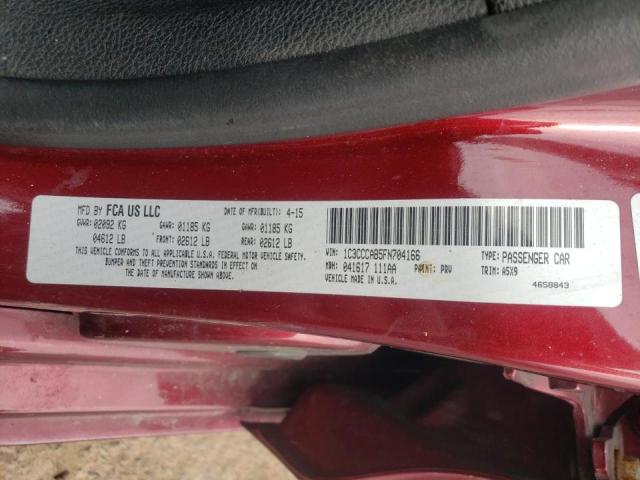 MFD BY FCA US LLC DATE OF MFR(BUILT): 4-15
GVWR: 02092 KG GAWR: 01185 KG GAWR: 01185 KG
04612 LB FRONT: 02612 LB REAR: 02612 LB
THIS VEHICLE CONFORMS TO ALL APPLICABLE U.S.A. FEDERAL MOTOR VEHICLE SAFETY,
BUMPER AND THEFT PREVENTION STANDARDS IN EFFECT ON
THE DATE OF MANUFACTURE SHOWN ABOVE.
VIN: 1C3CCCAB5FN704166 TYPE: PASSENGER CAR
MDH: 041617 111AA PAINT: PRV TRIM: A5X9
VEHICLE MADE IN U.S.A. 4658843